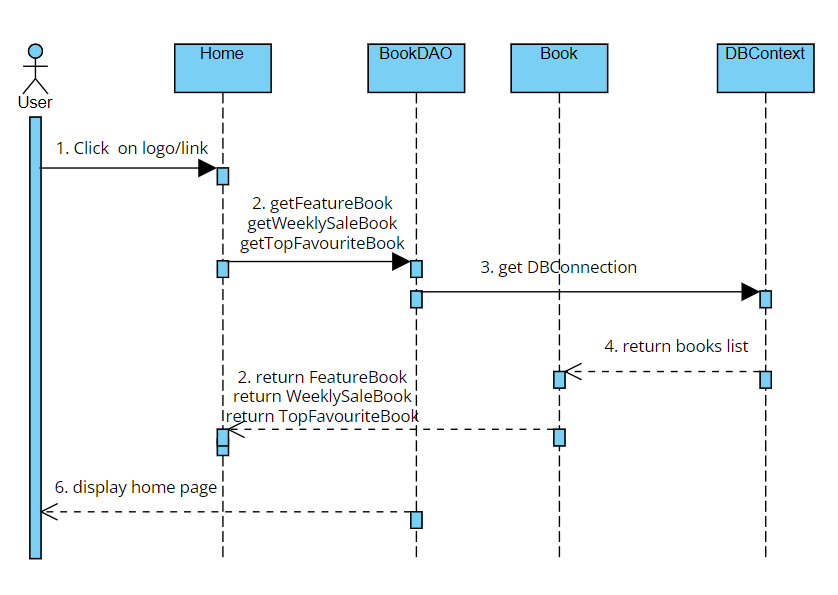 Home
BookDAO
Book
DBContext
User
1. Click  on logo/link
2. getFeatureBook
getWeeklySaleBook
getTopFavouriteBook
3. get DBConnection
4. return books list
2. return FeatureBook
return WeeklySaleBook
return TopFavouriteBook
6. display home page